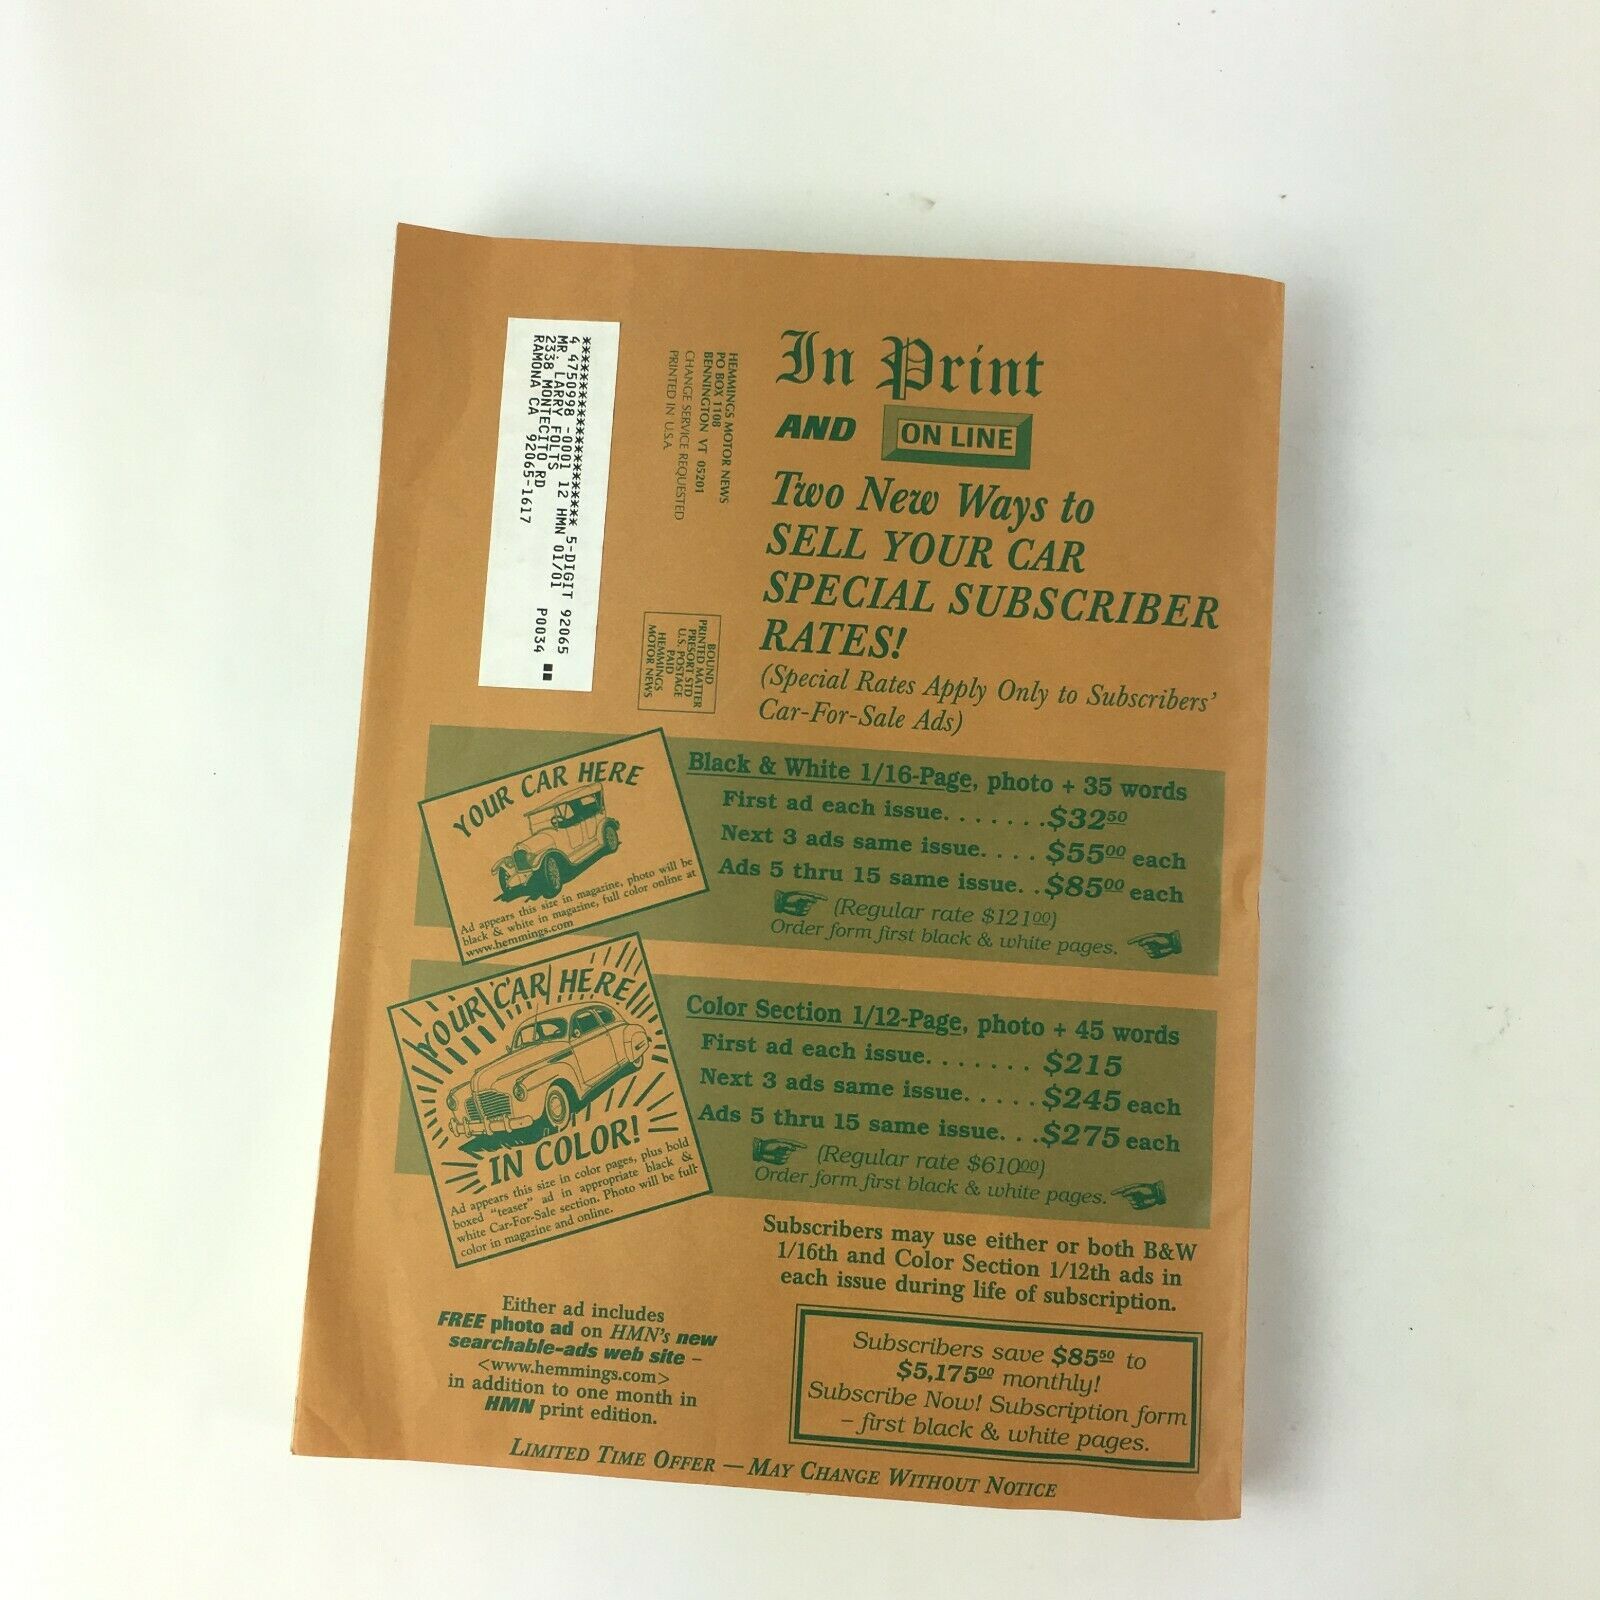 In Print
AND ON LINE
Two New Ways to
SELL YOUR CAR
SPECIAL SUBSCRIBER
RATES!
(Special Rates Apply Only to Subscribers'
Car-For-Sale Ads)
HEMMINGS MOTOR NEWS
PO BOX 1108
BENNINGTON VT 05201
CHANGE SERVICE REQUESTED
PRINTED IN U.S.A.
BOUND
PRINTED MATTER
PRESORT STD
U.S. POSTAGE
PAID
HEMMINGS
MOTOR NEWS
************************ 5-DIGIT 92065
4 4750998 -0001 12 HMN 01/01
MR. LARRY FOLTS
2338 MONTECITO RD P0034
RAMONA CA 92065-1617
YOUR CAR HERE
Ad appears this size in magazine, photo will be
black & white in magazine, full color online at
www.hemmings.com
Black & White 1/16-Page, photo + 35 words
First ad each issue. . . . . . . $32.50
Next 3 ads same issue. . . . $55.00 each
Ads 5 thru 15 same issue. . $85.00 each
(Regular rate $121.00)
Order form first black & white pages.
YOUR CAR HERE
IN COLOR!
Ad appears this size in color pages, plus bold
boxed "teaser" ad in appropriate black &
white Car-For-Sale section. Photo will be full-
color in magazine and online.
Color Section 1/12-Page, photo + 45 words
First ad each issue. . . . . . . $215
Next 3 ads same issue. . . . . $245 each
Ads 5 thru 15 same issue. . . $275 each
(Regular rate $610.00)
Order form first black & white pages.
Subscribers may use either or both B&W
1/16th and Color Section 1/12th ads in
each issue during life of subscription.
Either ad includes
FREE photo ad on HMN's new
searchable-ads web site –
<www.hemmings.com>
in addition to one month in
HMN print edition.
Subscribers save $85.50 to
$5,175.00 monthly!
Subscribe Now! Subscription form
– first black & white pages.
LIMITED TIME OFFER — MAY CHANGE WITHOUT NOTICE